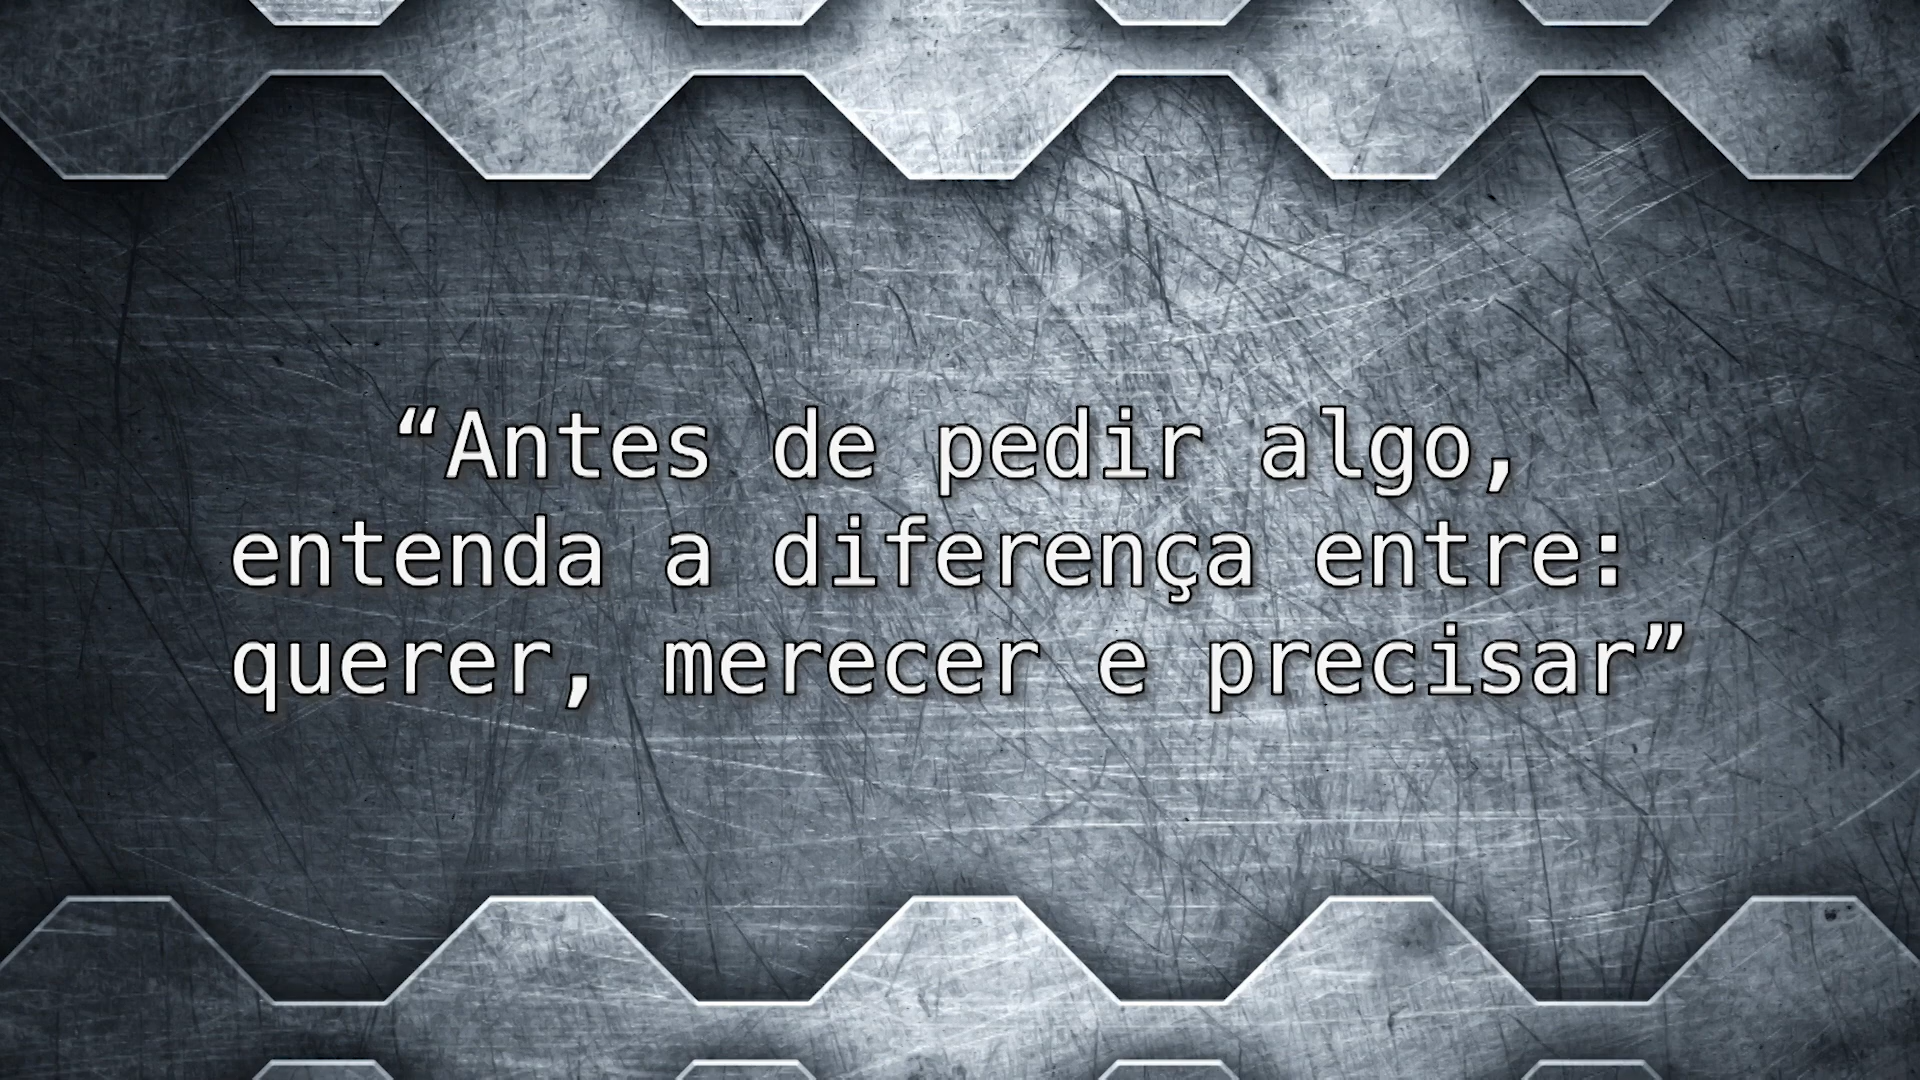 “Antes de pedir algo,
entenda a diferença entre:
querer, merecer e precisar”